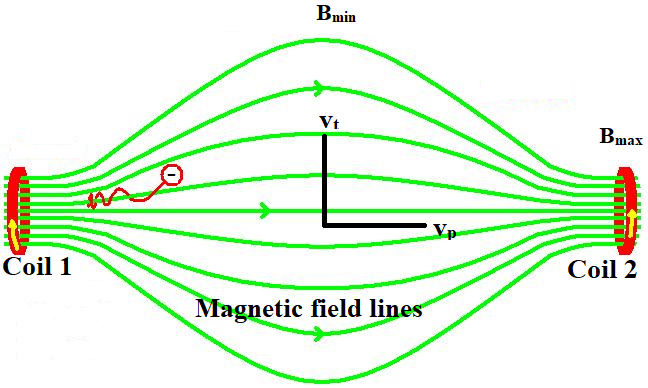 Bmin
vt
Bmax
-
vp
Coil 1
Coil 2
Magnetic field lines